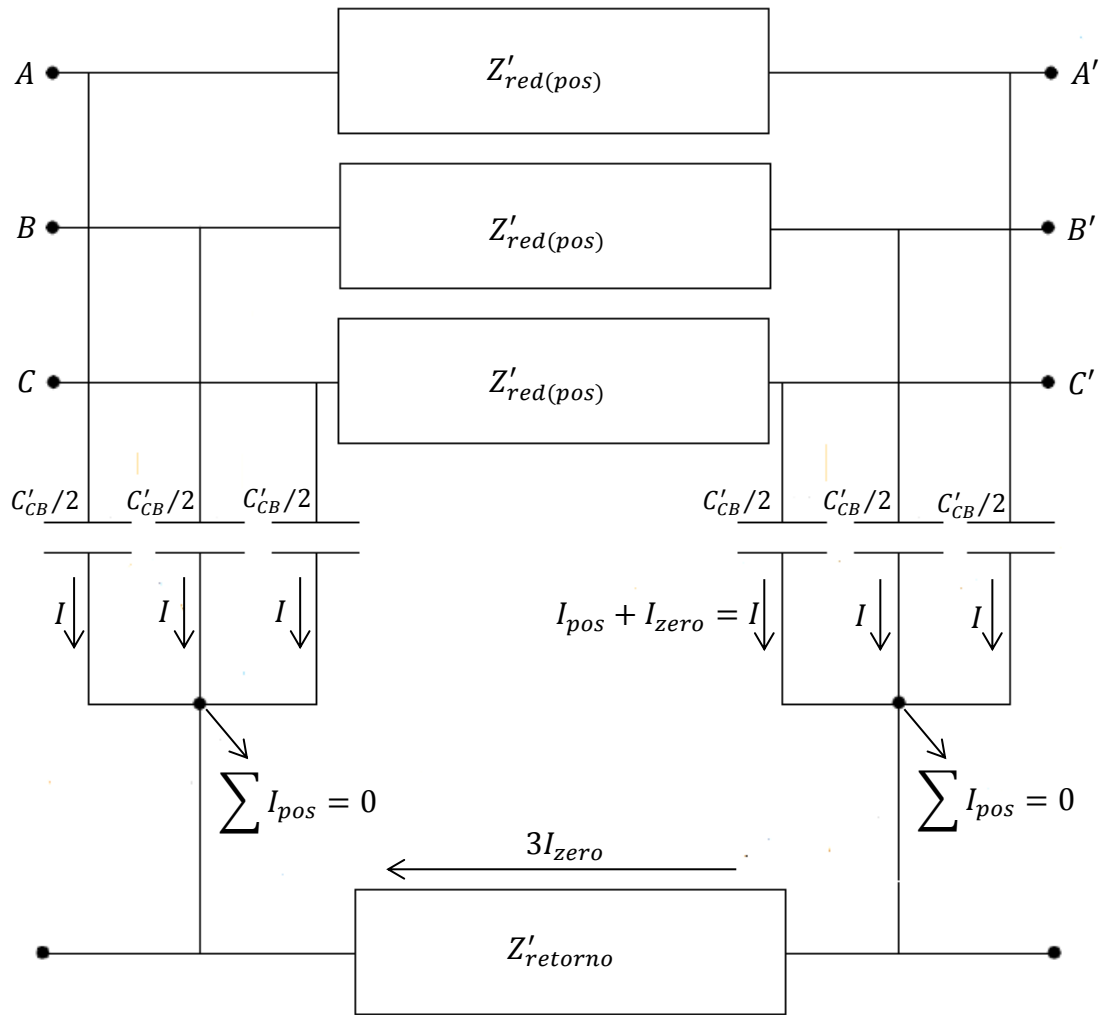 A Z′red(pos) A′
B Z′red(pos) B′
C Z′red(pos) C′
C′CB/2 C′CB/2 C′CB/2 C′CB/2 C′CB/2 C′CB/2
I I I Ipos + Izero = I I I
∑ Ipos = 0 ∑ Ipos = 0
3Izero
Z′retorno